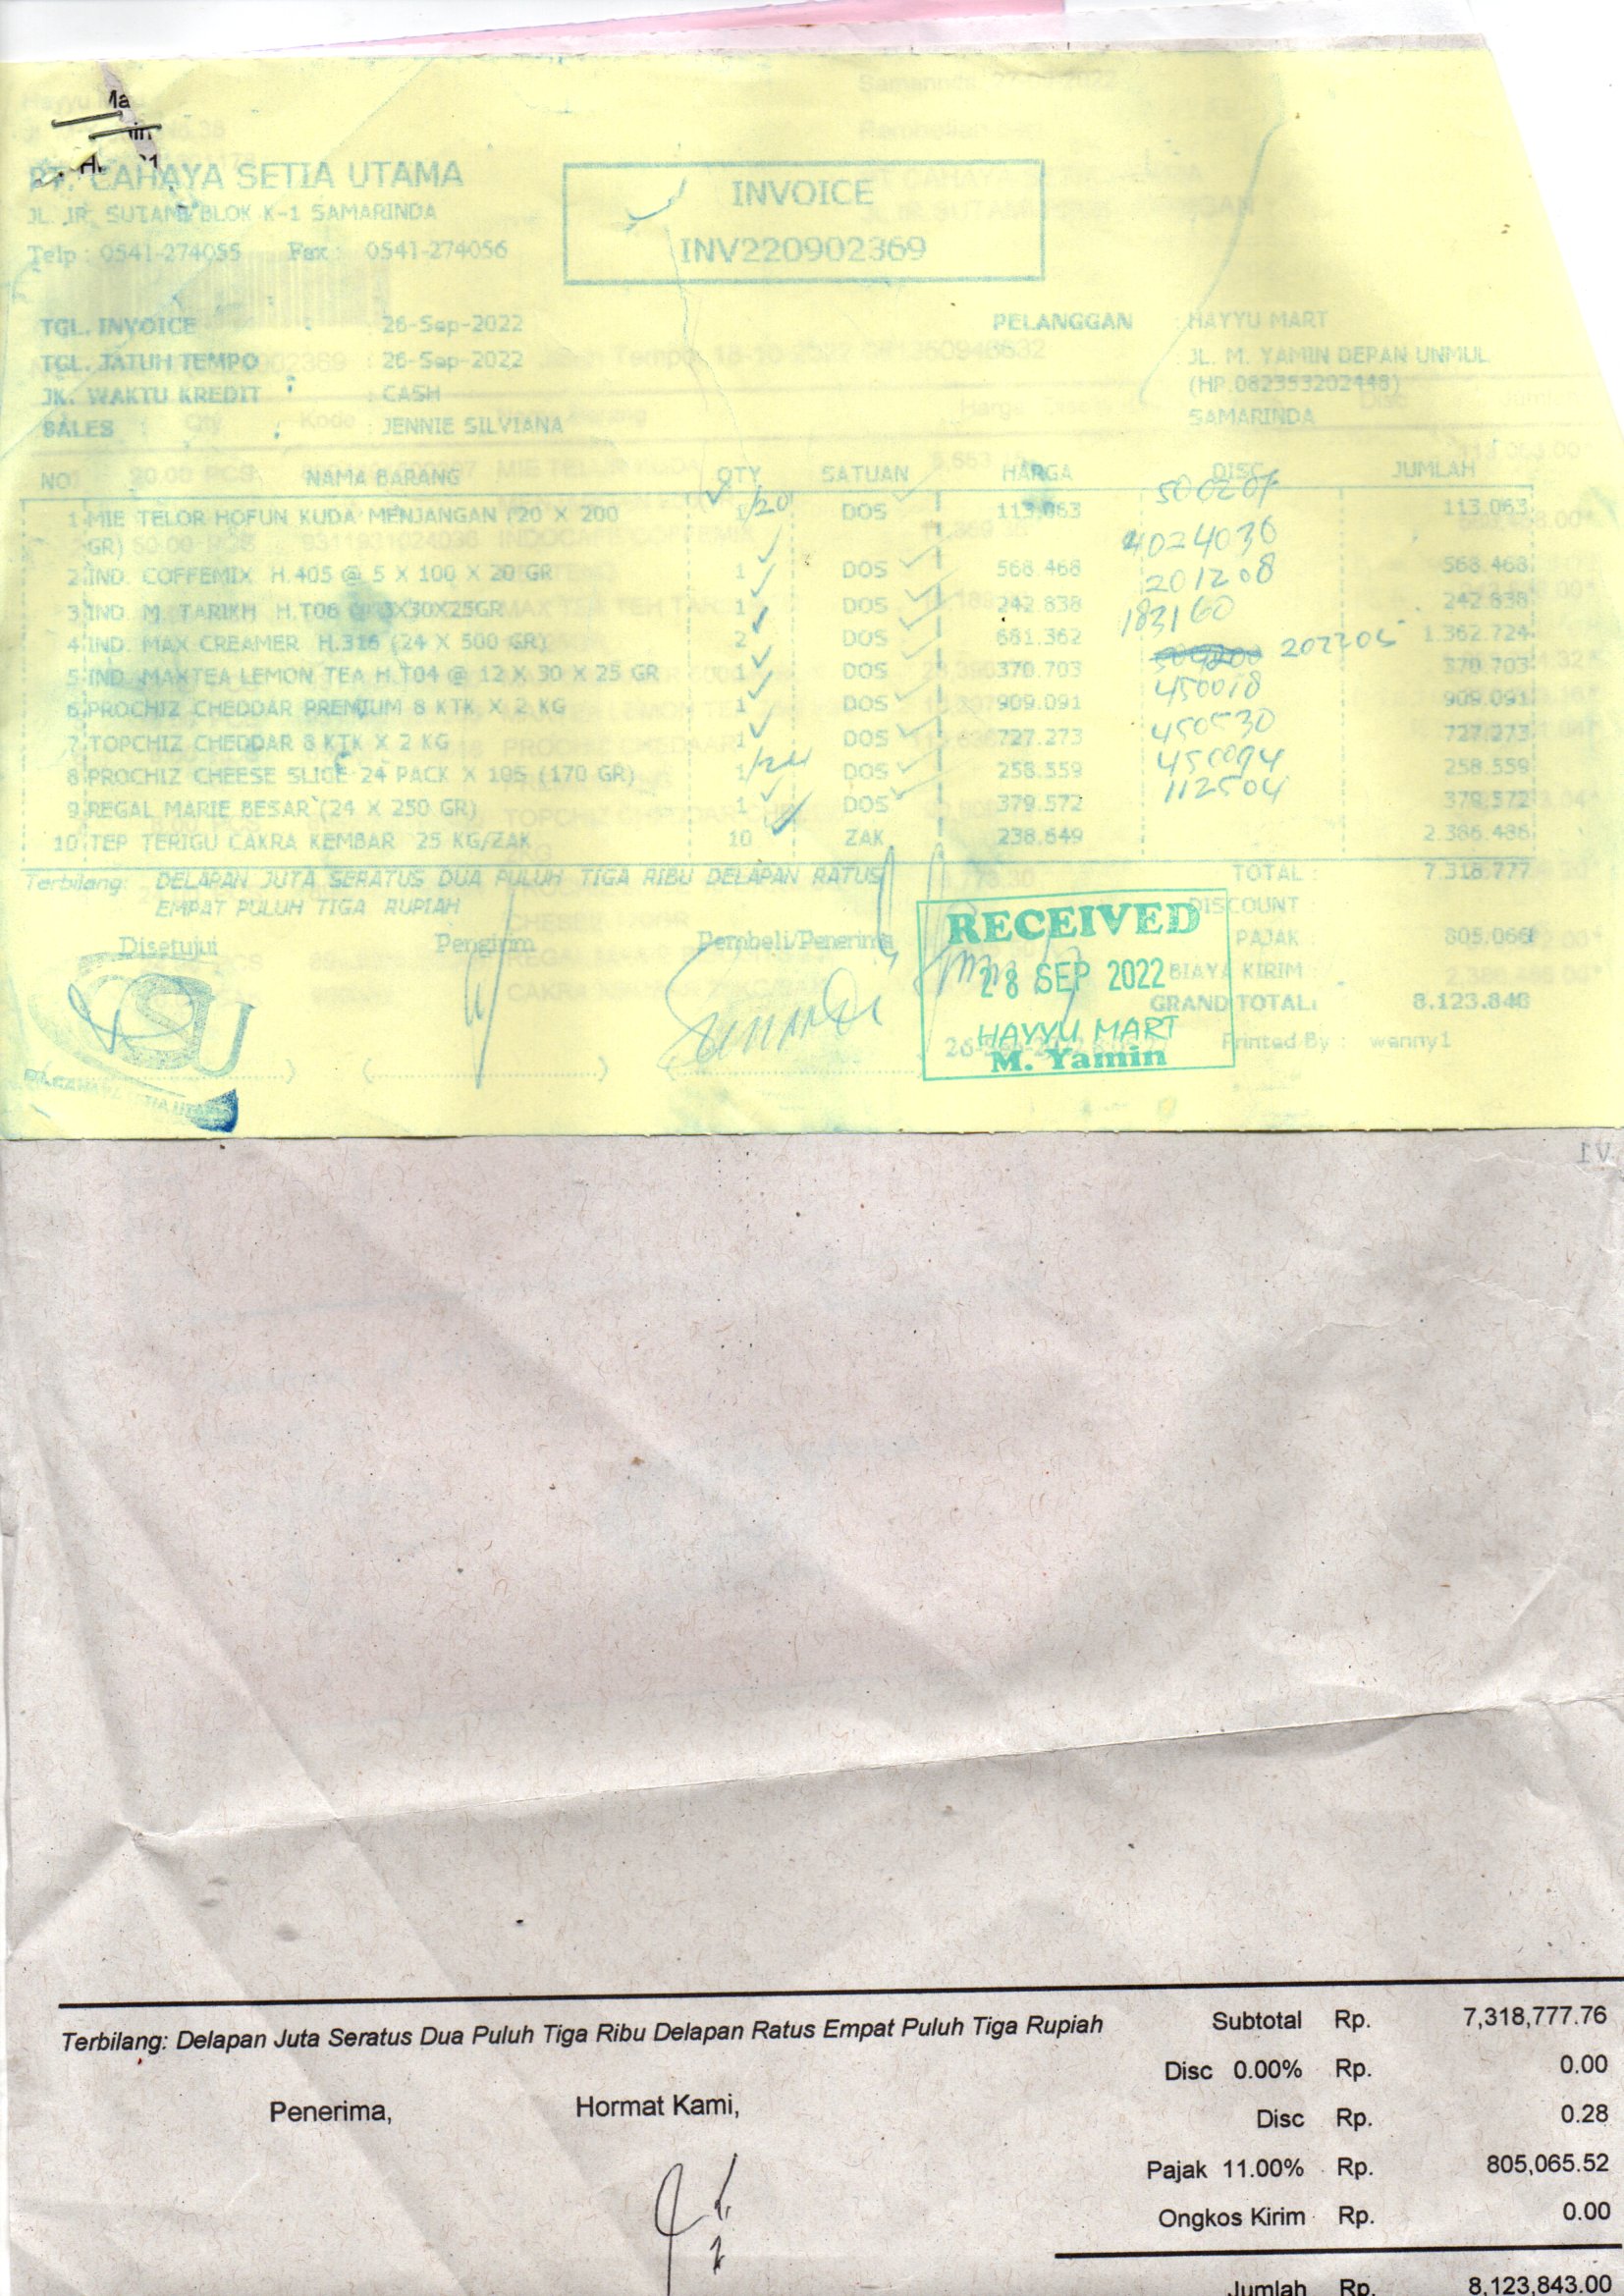 PT. CAHAYA SETIA UTAMA
JL. IR. SUTAMI BLOK K-1 SAMARINDA
Telp : 0541-274055 Fax : 0541-274056
INVOICE
INV220902369
TGL. INVOICE : 26-Sep-2022
TGL. JATUH TEMPO : 26-Sep-2022
JK. WAKTU KREDIT : CASH
SALES : JENNIE SILVIANA
PELANGGAN : HAYYU MART
JL. M. YAMIN DEPAN UNMUL
(HP.082353202448)
SAMARINDA
NO NAMA BARANG QTY SATUAN HARGA DISC JUMLAH
1 MIE TELOR HOFUN KUDA MENJANGAN (20 X 200 1/20 DOS 113.063 500207 113.063
GR)
2 IND. COFFEMIX H.405 @ 5 X 100 X 20 GR 1 DOS 568.468 4024036 568.468
3 IND. M. TARIKH H.T06 @ 3X30X25GR 1 DOS 242.838 201208 242.838
4 IND. MAX CREAMER H.316 (24 X 500 GR) 2 DOS 681.362 183160 1.362.724
5 IND. MAXTEA LEMON TEA H.T04 @ 12 X 30 X 25 GR 1 DOS 370.703 202205 370.703
6 PROCHIZ CHEDDAR PREMIUM 8 KTK X 2 KG 1 DOS 909.091 450018 909.091
7 TOPCHIZ CHEDDAR 8 KTK X 2 KG 1 DOS 727.273 450530 727.273
8 PROCHIZ CHEESE SLICE 24 PACK X 10S (170 GR) 1/24 DOS 258.559 450094 258.559
9 REGAL MARIE BESAR (24 X 250 GR) 1 DOS 379.572 112504 379.572
10 TEP TERIGU CAKRA KEMBAR 25 KG/ZAK 10 ZAK 238.649 2.386.486
Terbilang: DELAPAN JUTA SERATUS DUA PULUH TIGA RIBU DELAPAN RATUS
EMPAT PULUH TIGA RUPIAH
TOTAL : 7.318.777
DISCOUNT :
PAJAK : 805.066
BIAYA KIRIM :
GRAND TOTAL : 8.123.843
Disetujui Pengirim Pembeli/Penerima
RECEIVED
28 SEP 2022
HAYYU MART
M. Yamin
Printed By : wenny1
Terbilang: Delapan Juta Seratus Dua Puluh Tiga Ribu Delapan Ratus Empat Puluh Tiga Rupiah
Subtotal Rp. 7,318,777.76
Disc 0.00% Rp. 0.00
Penerima, Hormat Kami,
Disc Rp. 0.28
Pajak 11.00% Rp. 805,065.52
Ongkos Kirim Rp. 0.00
Jumlah Rp. 8,123,843.00